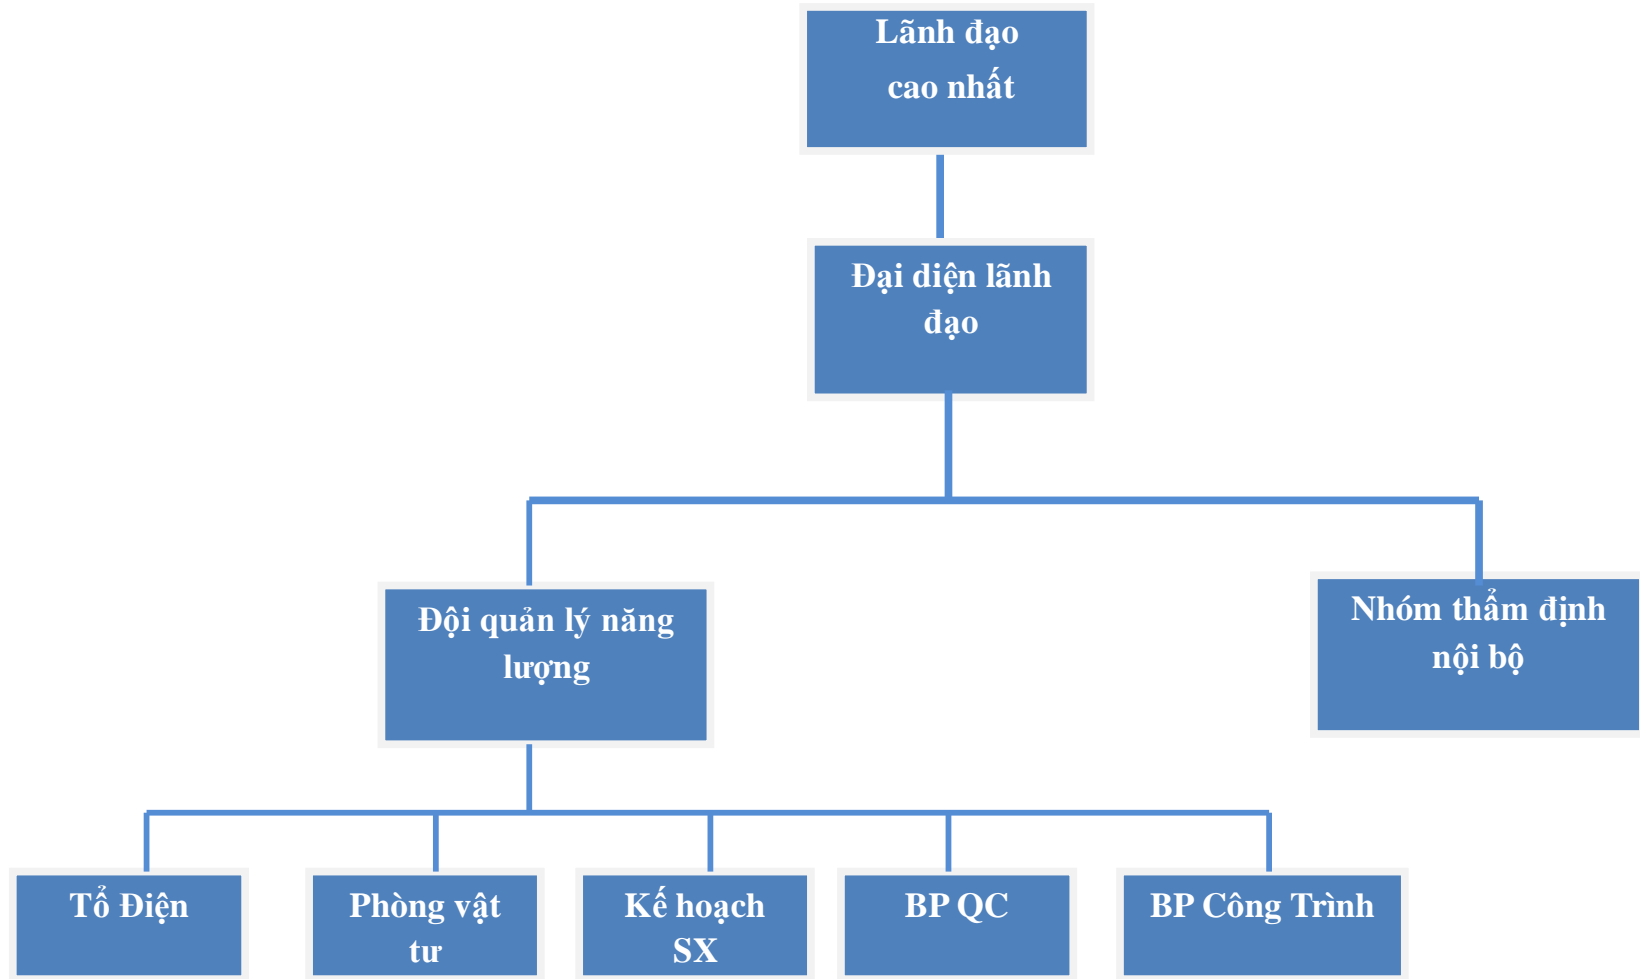 Lãnh đạo
cao nhất
Đại diện lãnh
đạo
Đội quản lý năng
lượng
Nhóm thẩm định
nội bộ
Tổ Điện
Phòng vật
tư
Kế hoạch
SX
BP QC
BP Công Trình